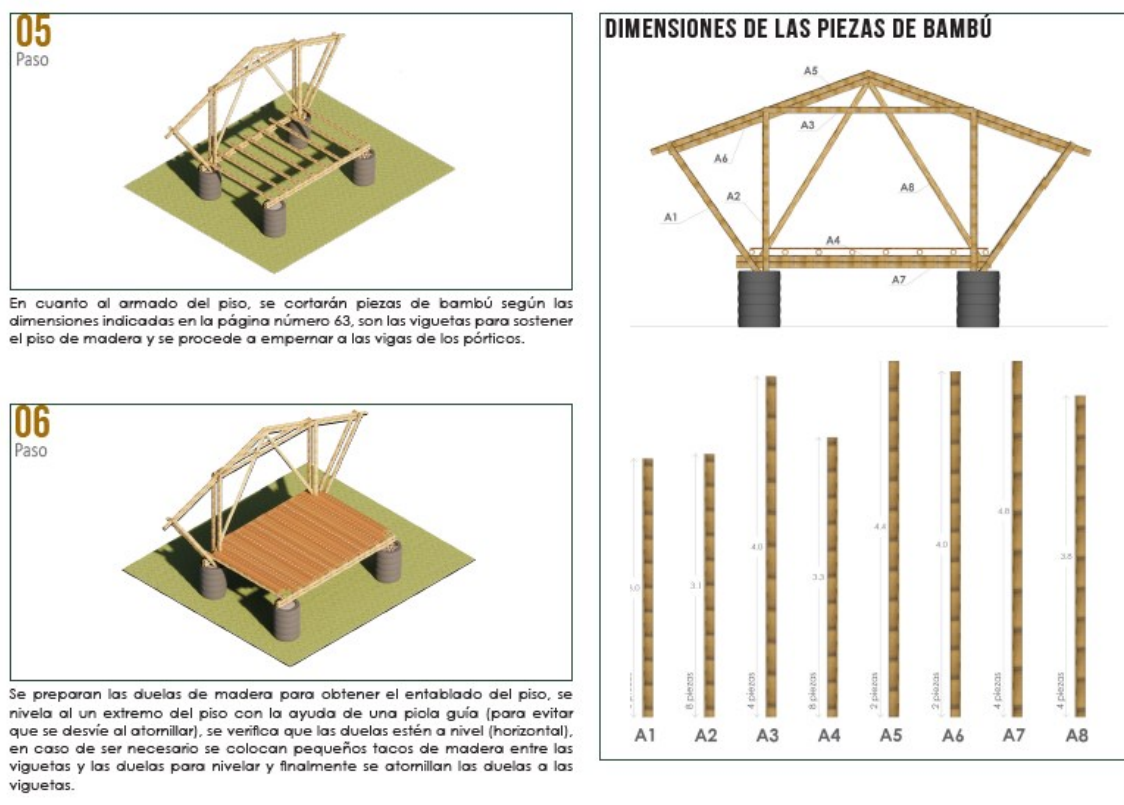 05
Paso
En cuanto al armado del piso, se cortarán piezas de bambú según las
dimensiones indicadas en la página número 63, son las viguetas para sostener
el piso de madera y se procede a empernar a las vigas de los pórticos.
06
Paso
Se preparan las duelas de madera para obtener el entablado del piso, se
nivela al un extremo del piso con la ayuda de una piola guía (para evitar
que se desvíe al atornillar), se verifica que las duelas estén a nivel (horizontal),
en caso de ser necesario se colocan pequeños tacos de madera entre las
viguetas y las duelas para nivelar y finalmente se atornillan las duelas a las
viguetas.
DIMENSIONES DE LAS PIEZAS DE BAMBÚ
A5
A3
A6
A8
A2
A1
A4
A7
3.1
4.0
3.3
4.4
4.0
4.8
3.8
8 piezas
4 piezas
8 piezas
2 piezas
2 piezas
4 piezas
4 piezas
A1 A2 A3 A4 A5 A6 A7 A8